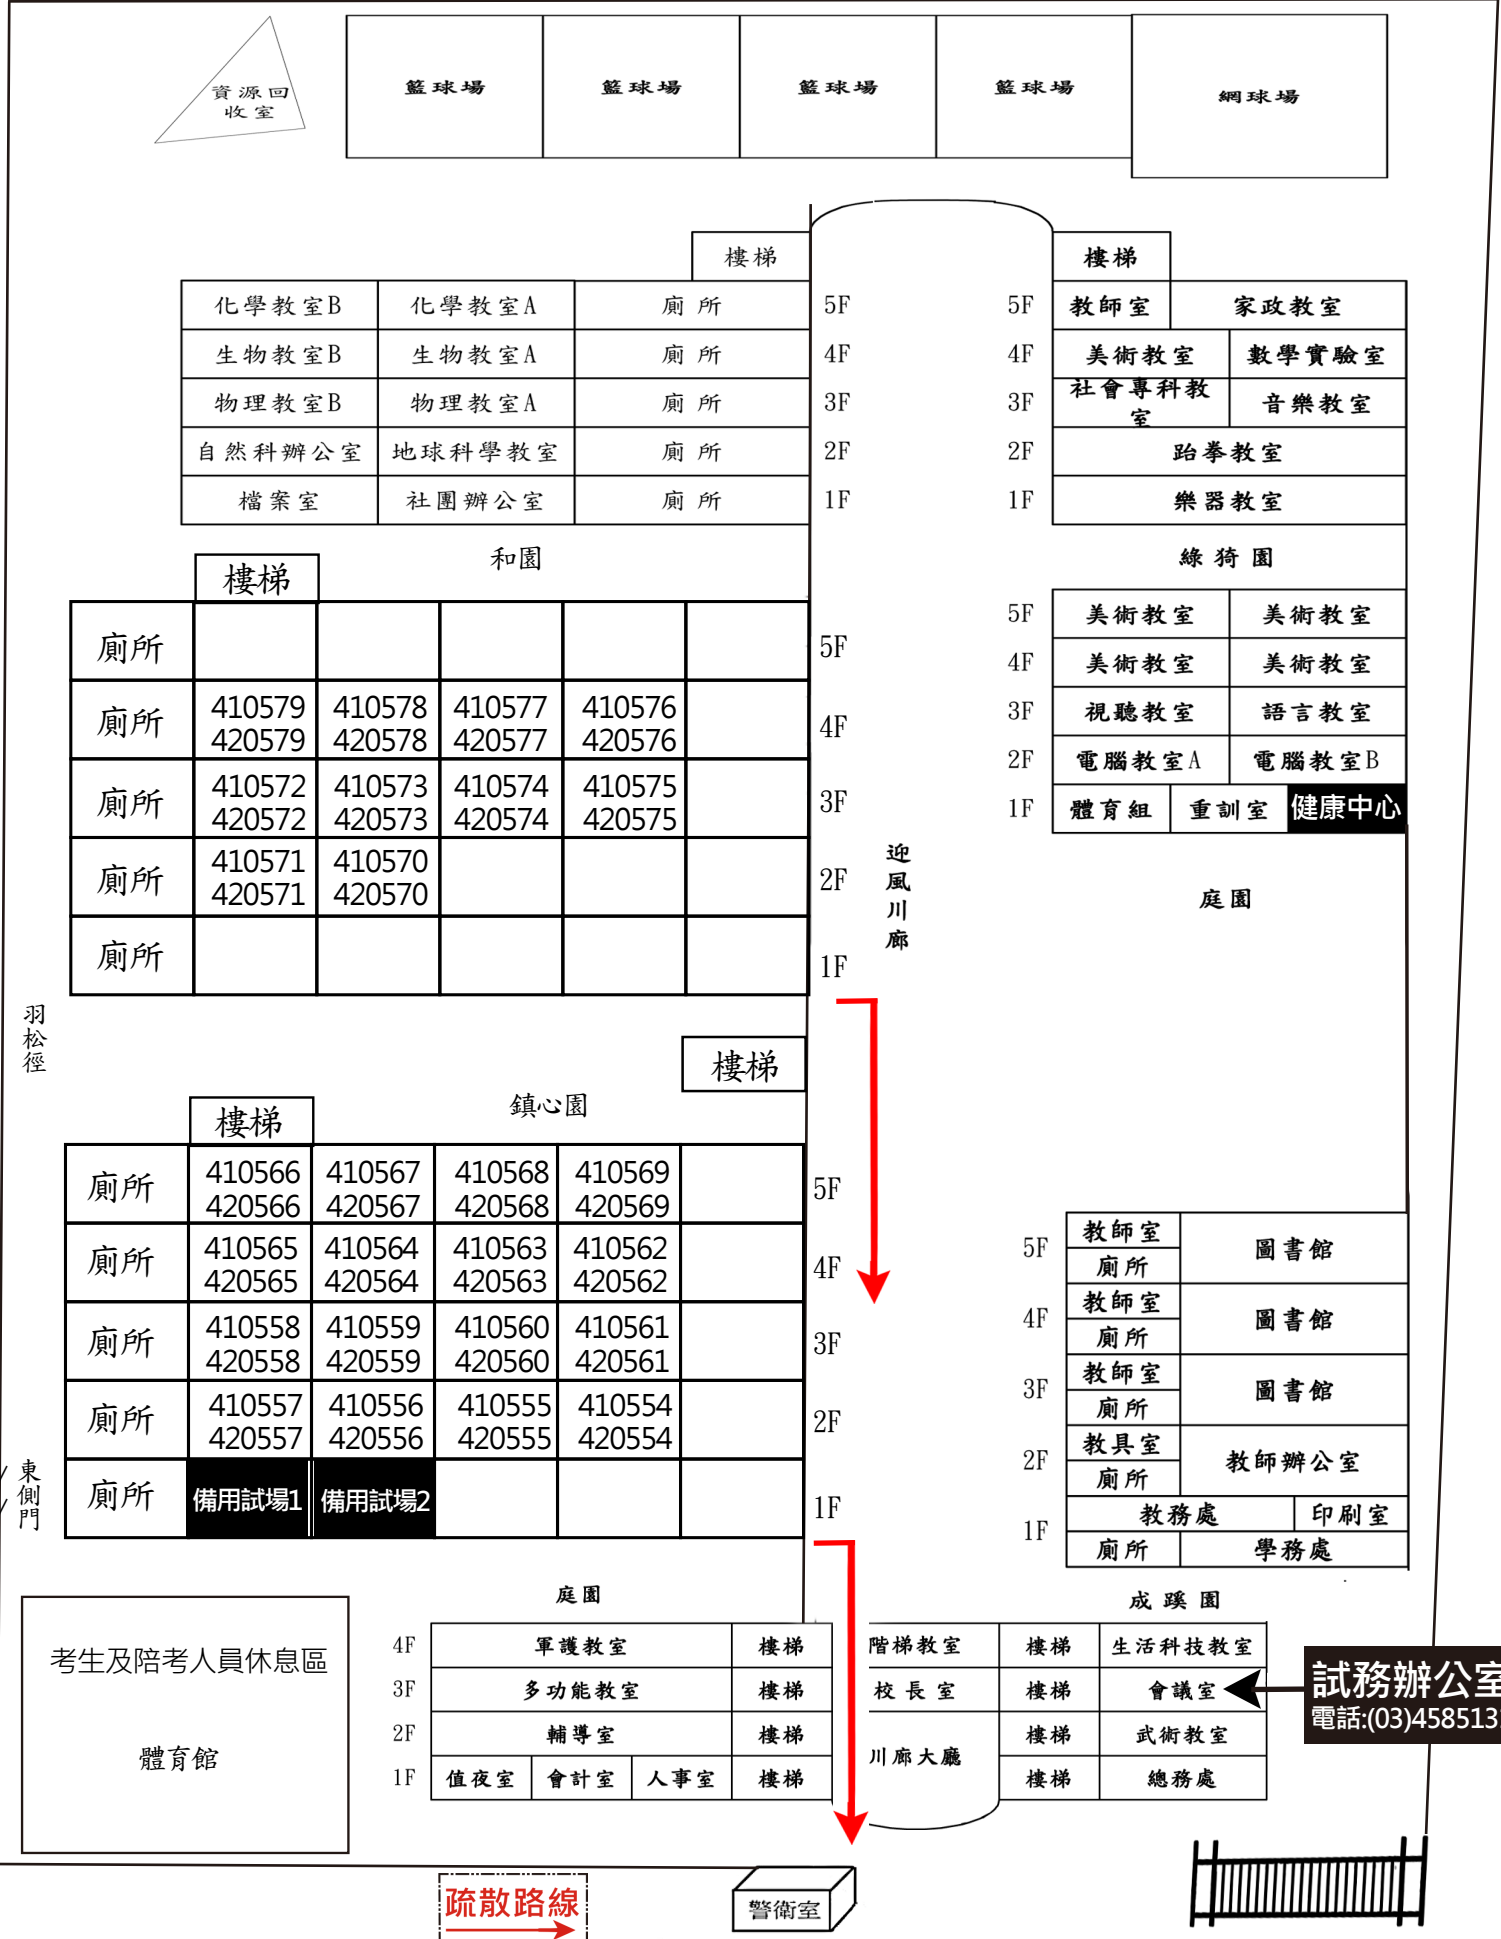 資源回
收室
籃球場
籃球場
籃球場
籃球場
網球場
樓梯
化學教室B 化學教室A 廁所 5F
生物教室B 生物教室A 廁所 4F
物理教室B 物理教室A 廁所 3F
自然科辦公室 地球科學教室 廁所 2F
檔案室 社團辦公室 廁所 1F
樓梯
5F 教師室 家政教室
4F 美術教室 數學實驗室
3F 社會專科教
室 音樂教室
2F 跆拳教室
1F 樂器教室
和園
樓梯
廁所 5F
廁所 410579 410578 410577 410576 4F
420579 420578 420577 420576
廁所 410572 410573 410574 410575 3F
420572 420573 420574 420575
廁所 410571 410570 2F
420571 420570
廁所 1F
綠猗園
5F 美術教室 美術教室
4F 美術教室 美術教室
3F 視聽教室 語言教室
2F 電腦教室A 電腦教室B
1F 體育組 重訓室 健康中心
迎風川廊
庭園
羽松徑
樓梯
鎮心園
樓梯
廁所 410566 410567 410568 410569 5F
420566 420567 420568 420569
廁所 410565 410564 410563 410562 4F
420565 420564 420563 420562
廁所 410558 410559 410560 410561 3F
420558 420559 420560 420561
廁所 410557 410556 410555 410554 2F
420557 420556 420555 420554
廁所 備用試場1 備用試場2 1F
東側門
5F 教師室 圖書館
廁所
4F 教師室 圖書館
廁所
3F 教師室 圖書館
廁所
2F 教具室 教師辦公室
廁所
1F 教務處 印刷室
廁所 學務處
庭園
成蹊園
考生及陪考人員休息區
體育館
4F 軍護教室 樓梯 階梯教室 樓梯 生活科技教室
3F 多功能教室 樓梯 校長室 樓梯 會議室
2F 輔導室 樓梯 川廊大廳 樓梯 武術教室
1F 值夜室 會計室 人事室 樓梯 樓梯 總務處
試務辦公室
電話:(03)458513
疏散路線
警衛室